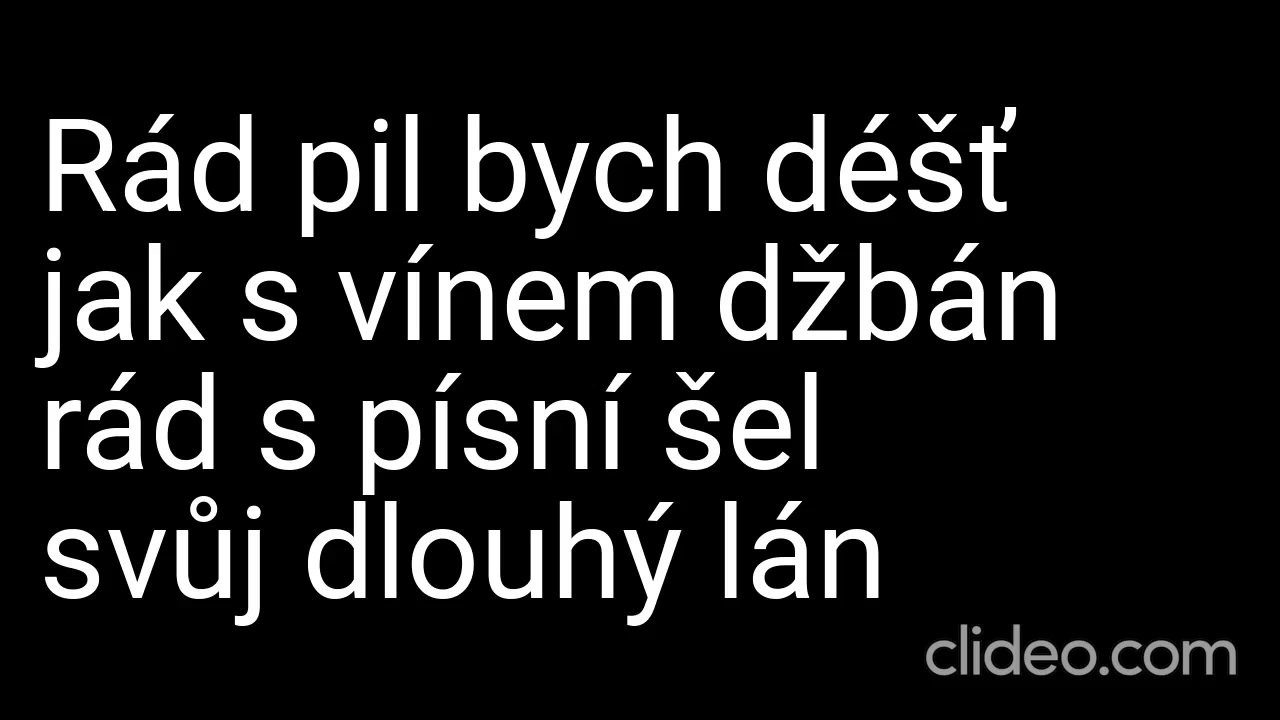 Rád pil bych déšť
jak s vínem džbán
rád s písní šel
svůj dlouhý lán
clideo.com